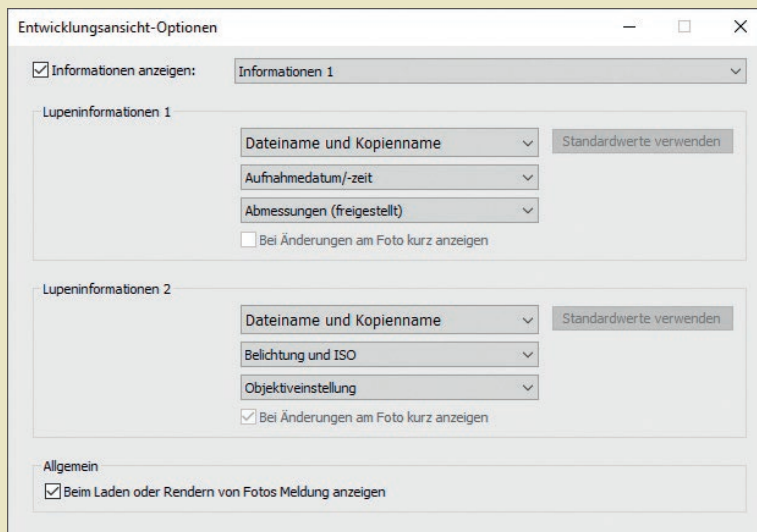 Entwicklungsansicht-Optionen
Informationen anzeigen: Informationen 1
Lupeninformationen 1
Dateiname und Kopienname Standardwerte verwenden
Aufnahmedatum/-zeit
Abmessungen (freigestellt)
Bei Änderungen am Foto kurz anzeigen
Lupeninformationen 2
Dateiname und Kopienname Standardwerte verwenden
Belichtung und ISO
Objektiveinstellung
Bei Änderungen am Foto kurz anzeigen
Allgemein
Beim Laden oder Rendern von Fotos Meldung anzeigen